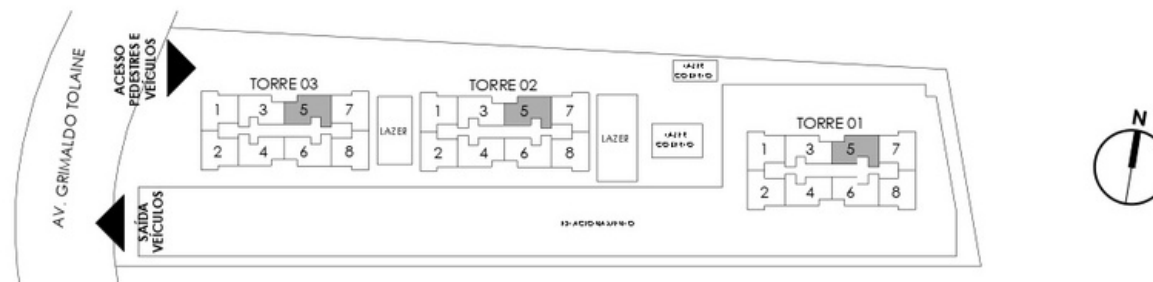 AV. GRIMALDO TOLAINE
ACESSO
PEDESTRES E
VEÍCULOS
SAÍDA
VEÍCULOS
TORRE 03
1 3 5 7
2 4 6 8
LAZER
TORRE 02
1 3 5 7
2 4 6 8
LAZER
TORRE 01
1 3 5 7
2 4 6 8
N